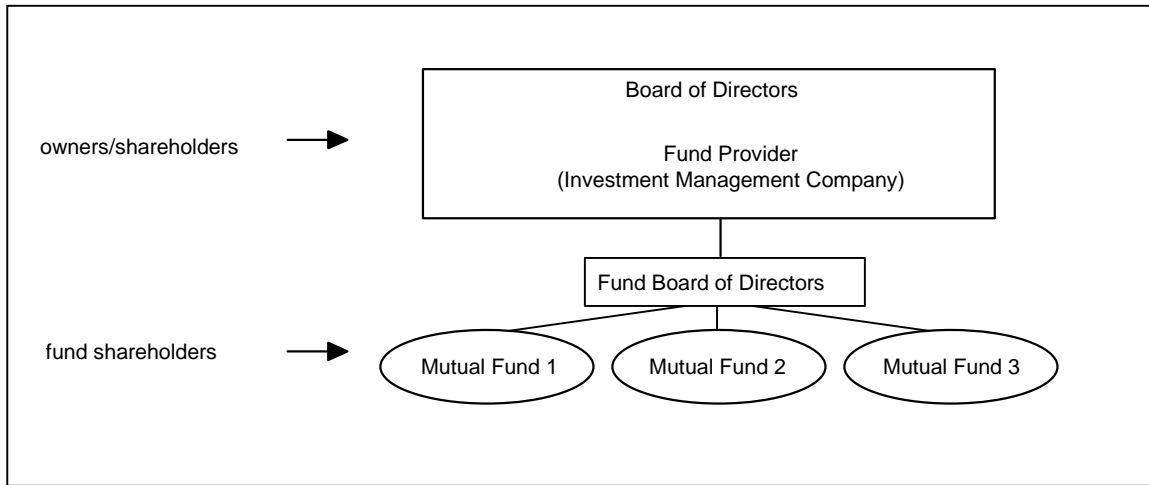 Board of Directors
owners/shareholders
Fund Provider
(Investment Management Company)
Fund Board of Directors
fund shareholders
Mutual Fund 1
Mutual Fund 2
Mutual Fund 3